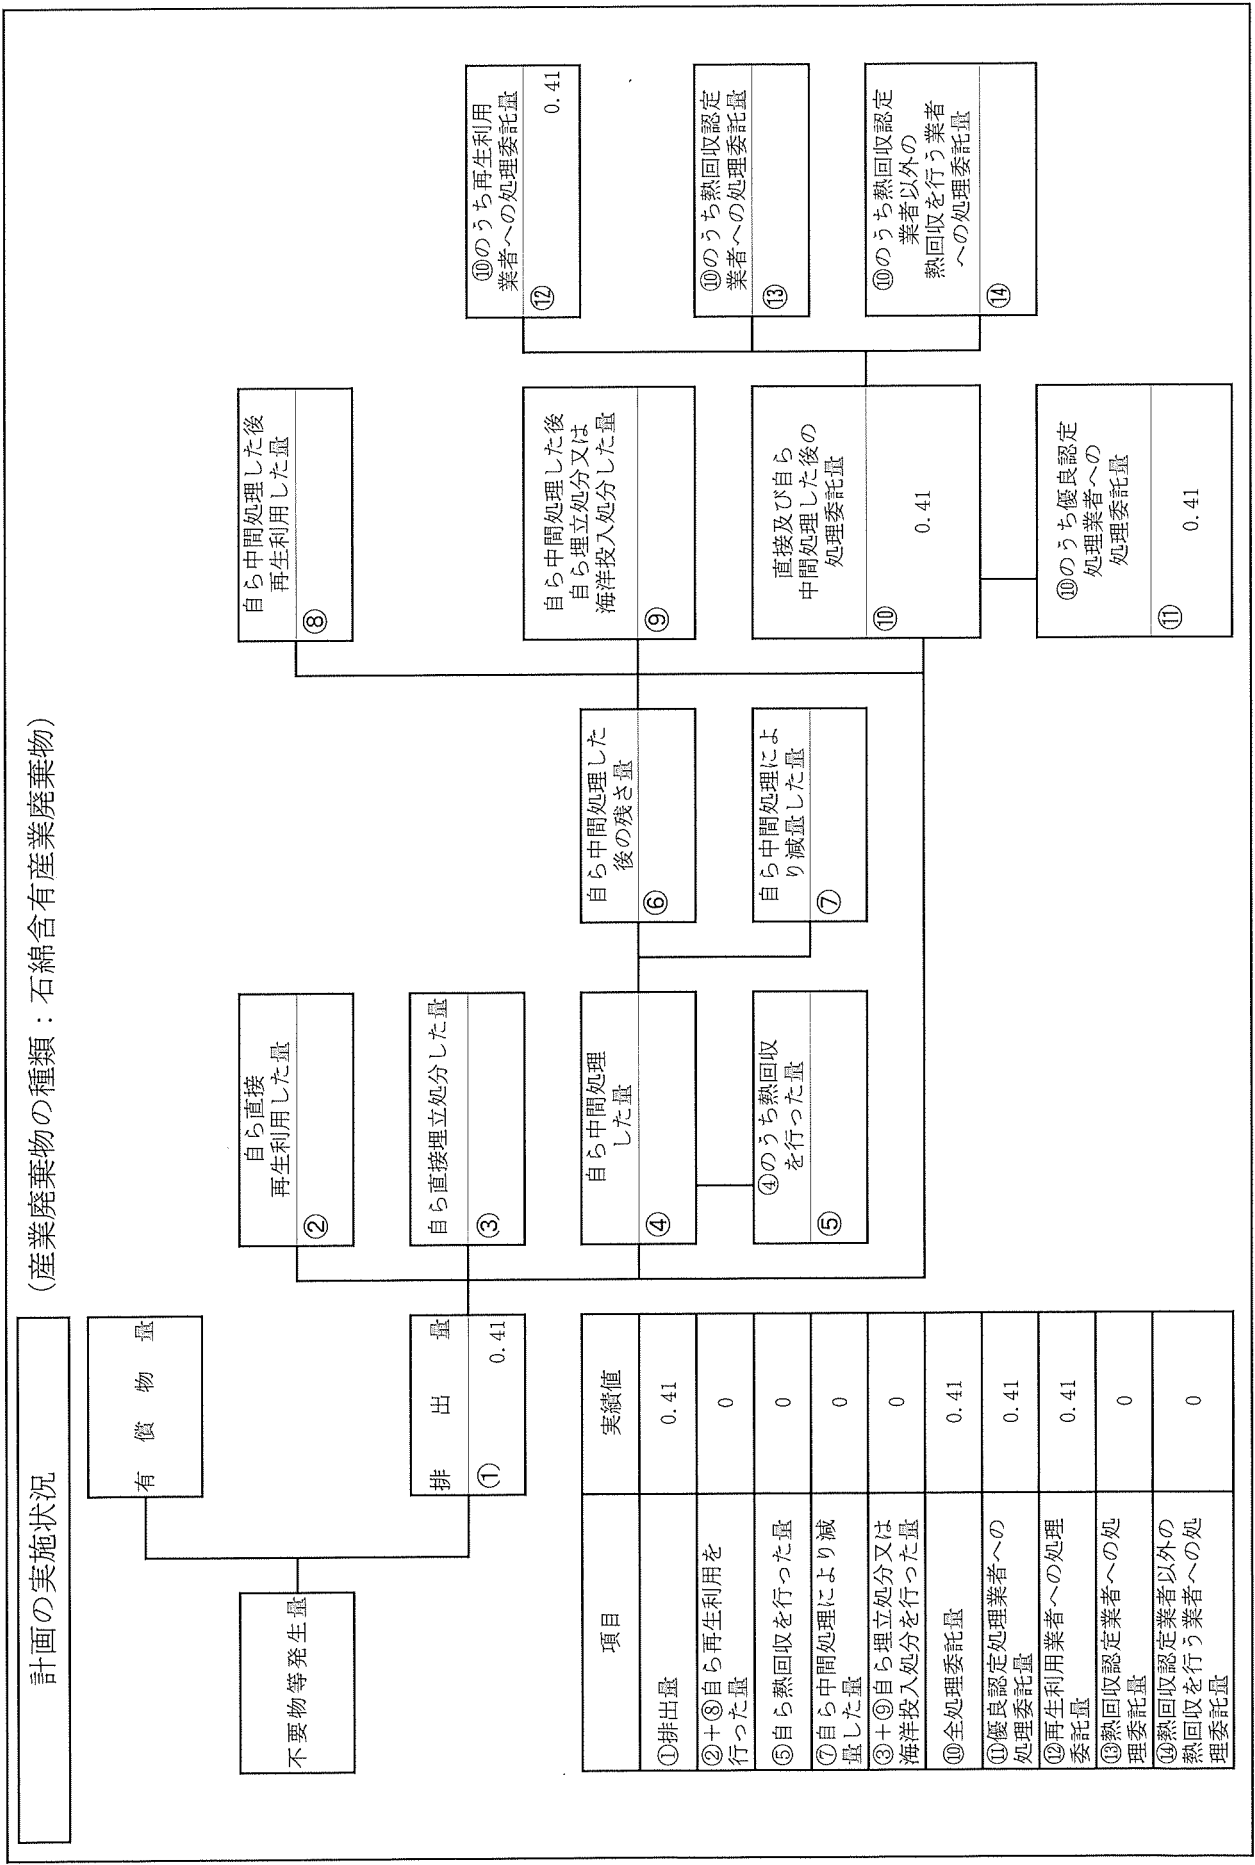 計画の実施状況
(産業廃棄物の種類：石綿含有産業廃棄物)
不要物等発生量
有償物量
排出量
① 0.41
自ら直接
再生利用した量
②
自ら直接埋立処分した量
③
自ら中間処理
した量
④
④のうち熱回収
を行った量
⑤
自ら中間処理した
後の残さ量
⑥
自ら中間処理によ
り減量した量
⑦
自ら中間処理した後
再生利用した量
⑧
自ら中間処理した後
自ら埋立処分又は
海洋投入処分した量
⑨
直接及び自ら
中間処理した後の
処理委託量
⑩ 0.41
⑩のうち優良認定
処理業者への
処理委託量
⑪ 0.41
⑩のうち再生利用
業者への処理委託量
⑫ 0.41
⑩のうち熱回収認定
業者への処理委託量
⑬
⑩のうち熱回収認定
業者以外の
熱回収を行う業者
への処理委託量
⑭
項目 実績値
①排出量 0.41
②＋⑧自ら再生利用を
行った量 0
⑤自ら熱回収を行った量 0
⑦自ら中間処理により減
量した量 0
③＋⑨自ら埋立処分又は
海洋投入処分を行った量 0
⑩全処理委託量 0.41
⑪優良認定処理業者への
処理委託量 0.41
⑫再生利用業者への処理
委託量 0.41
⑬熱回収認定業者への処
理委託量 0
⑭熱回収認定業者以外の
熱回収を行う業者への処
理委託量 0